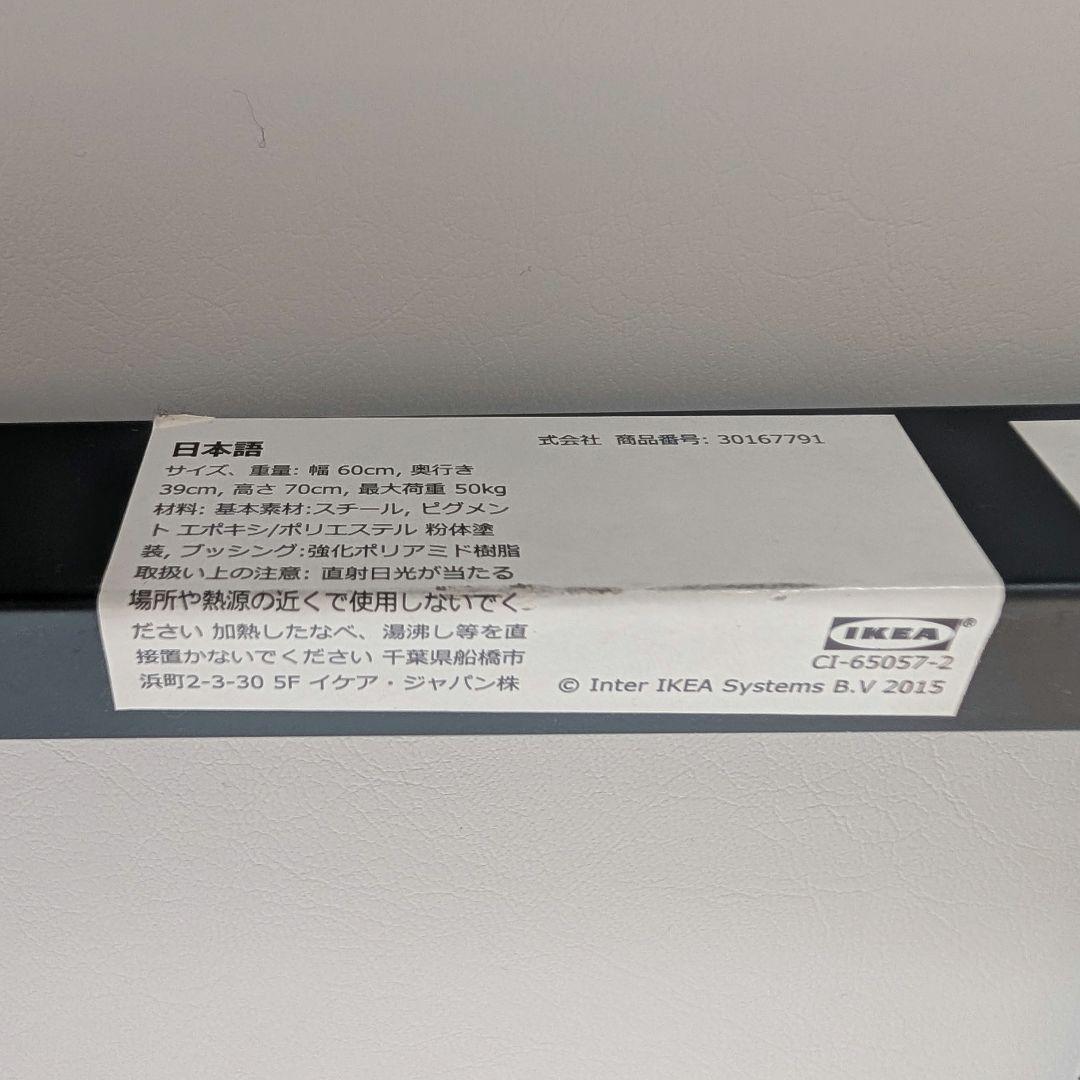 日本語
サイズ、重量: 幅 60cm, 奥行き
39cm, 高さ 70cm, 最大荷重 50kg
材料: 基本素材:スチール, ピグメン
ト エポキシ/ポリエステル 粉体塗
装, ブッシング:強化ポリアミド樹脂
取扱い上の注意: 直射日光が当たる
場所や熱源の近くで使用しないでく
ださい 加熱したなべ、湯沸し等を直
接置かないでください 千葉県船橋市
浜町2-3-30 5F イケア・ジャパン株
式会社 商品番号: 30167791
IKEA®
CI-65057-2
© Inter IKEA Systems B.V 2015